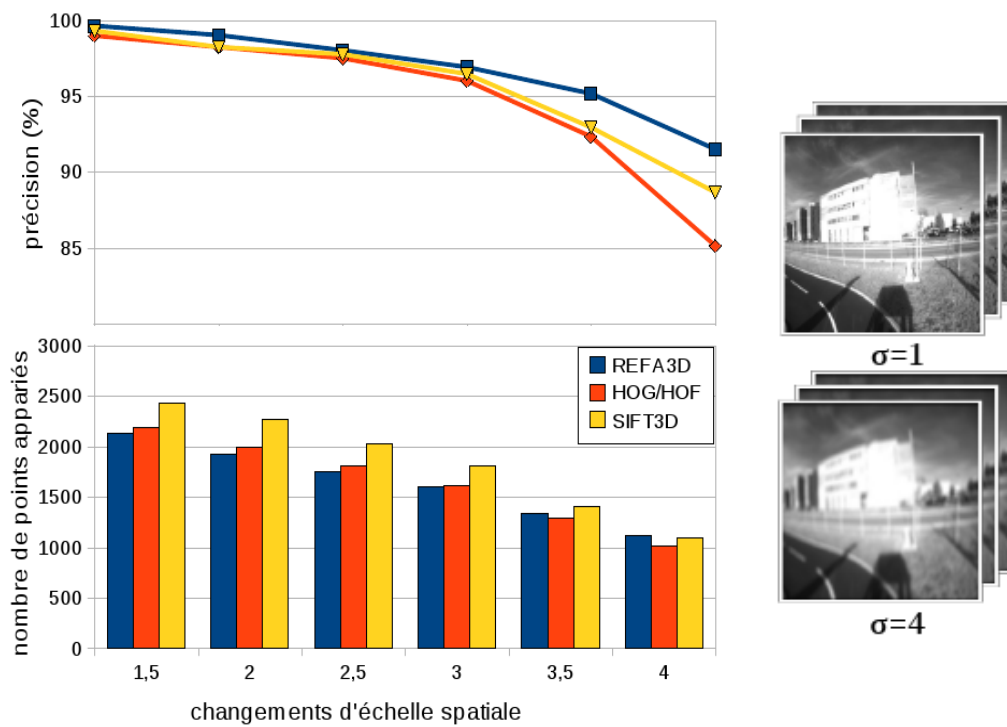 précision (%)
100
95
90
85
nombre de points appariés
3000
2500
2000
1500
1000
500
0
REFA3D
HOG/HOF
SIFT3D
1,5 2 2,5 3 3,5 4
changements d'échelle spatiale
σ=1
σ=4